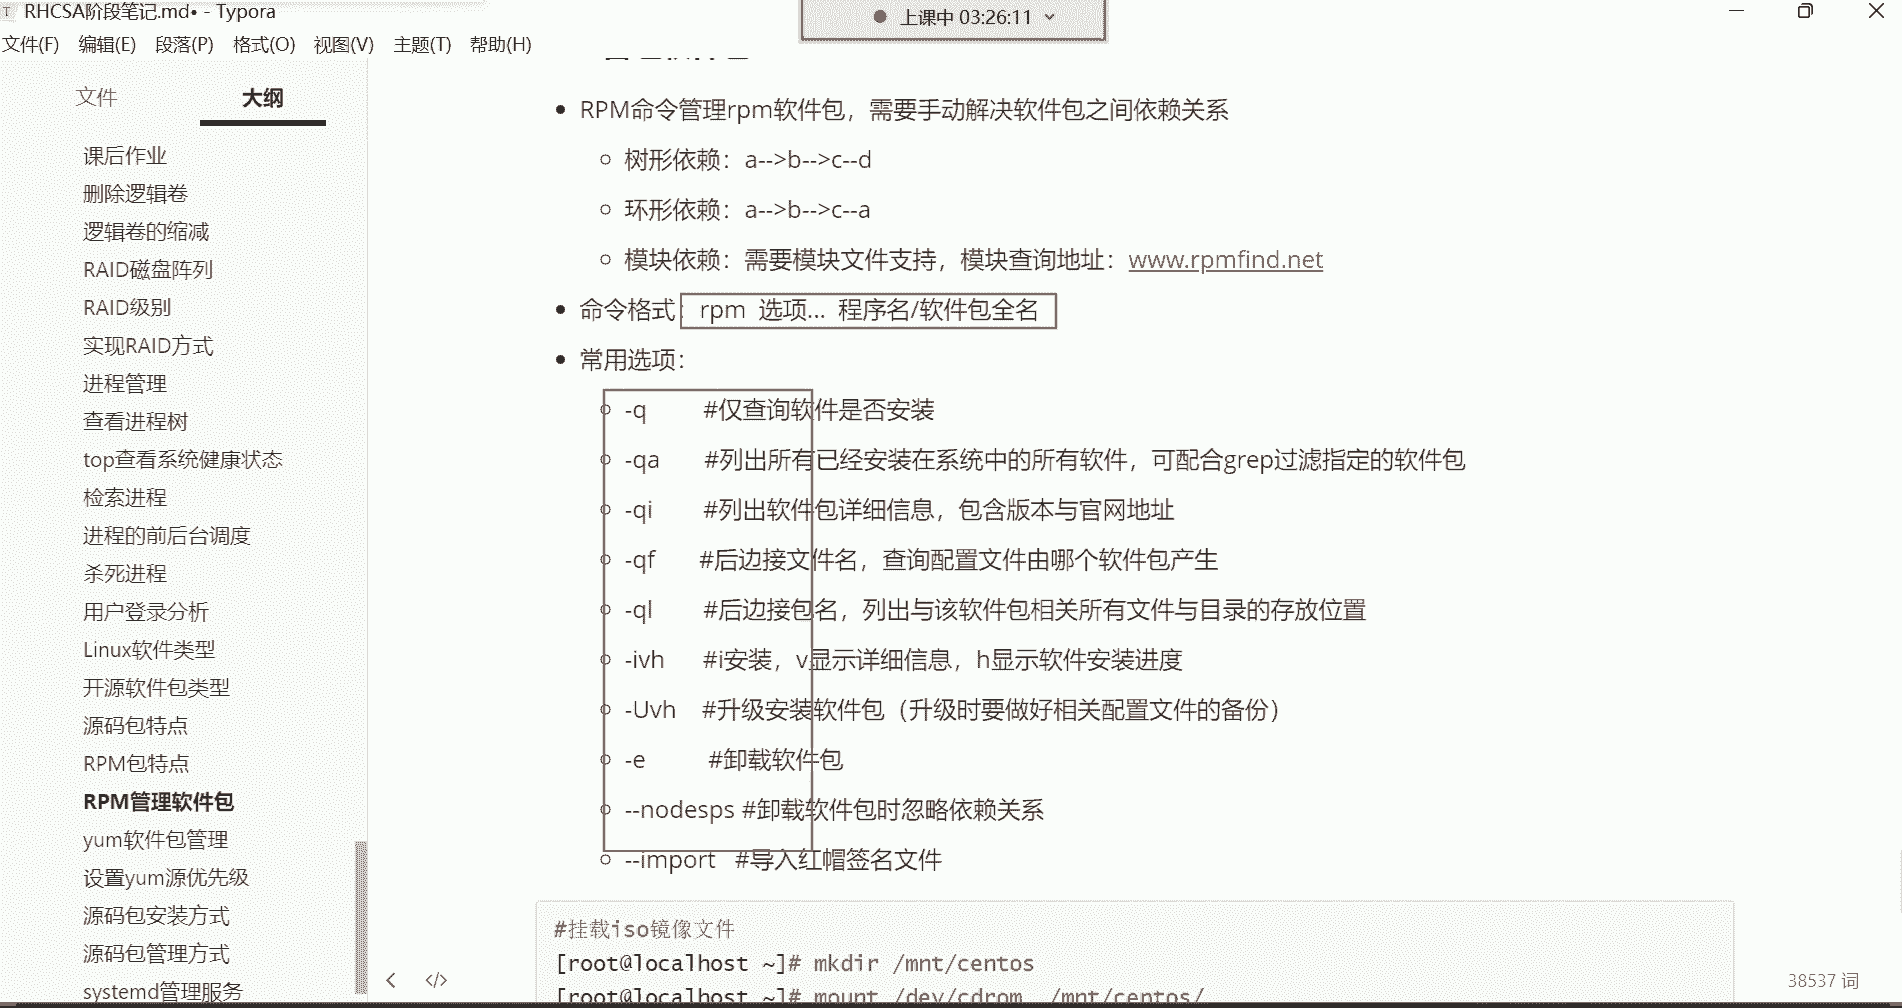 RHCSA阶段笔记.md• - Typora
上课中 03:26:11
文件(F) 编辑(E) 段落(P) 格式(O) 视图(V) 主题(T) 帮助(H)
文件 大纲
课后作业
删除逻辑卷
逻辑卷的缩减
RAID磁盘阵列
RAID级别
实现RAID方式
进程管理
查看进程树
top查看系统健康状态
检索进程
进程的前后台调度
杀死进程
用户登录分析
Linux软件类型
开源软件包类型
源码包特点
RPM包特点
RPM管理软件包
yum软件包管理
设置yum源优先级
源码包安装方式
源码包管理方式
systemd管理服务
RPM命令管理rpm软件包，需要手动解决软件包之间依赖关系
树形依赖：a-->b-->c--d
环形依赖：a-->b-->c--a
模块依赖：需要模块文件支持，模块查询地址：www.rpmfind.net
命令格式：rpm 选项... 程序名/软件包全名
常用选项：
-q #仅查询软件是否安装
-qa #列出所有已经安装在系统中的所有软件，可配合grep过滤指定的软件包
-qi #列出软件包详细信息，包含版本与官网地址
-qf #后边接文件名，查询配置文件由哪个软件包产生
-ql #后边接包名，列出与该软件包相关所有文件与目录的存放位置
-ivh #i安装，v显示详细信息，h显示软件安装进度
-Uvh #升级安装软件包（升级时要做好相关配置文件的备份）
-e #卸载软件包
--nodesps #卸载软件包时忽略依赖关系
--import #导入红帽签名文件
#挂载iso镜像文件
[root@localhost ~]# mkdir /mnt/centos
[root@localhost ~]# mount /dev/cdrom /mnt/centos/
38537 词